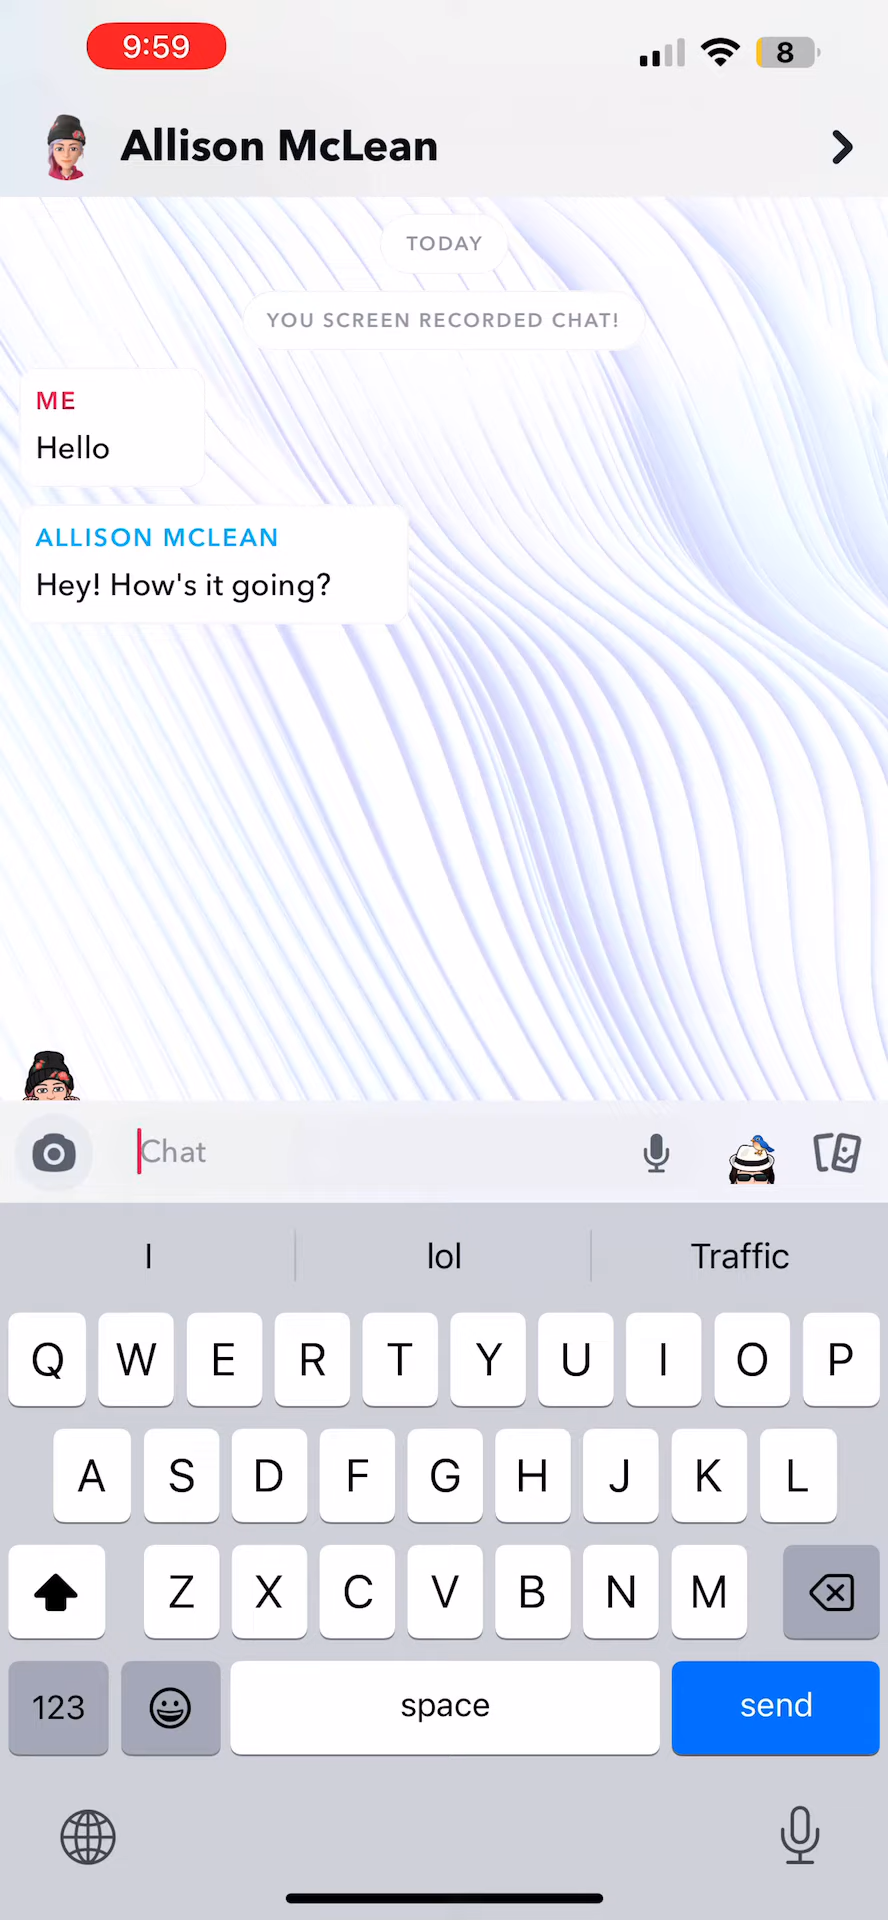 9:59
8
Allison McLean
TODAY
YOU SCREEN RECORDED CHAT!
ME
Hello
ALLISON MCLEAN
Hey! How's it going?
Chat
I lol Traffic
Q W E R T Y U I O P
A S D F G H J K L
Z X C V B N M
123 space send